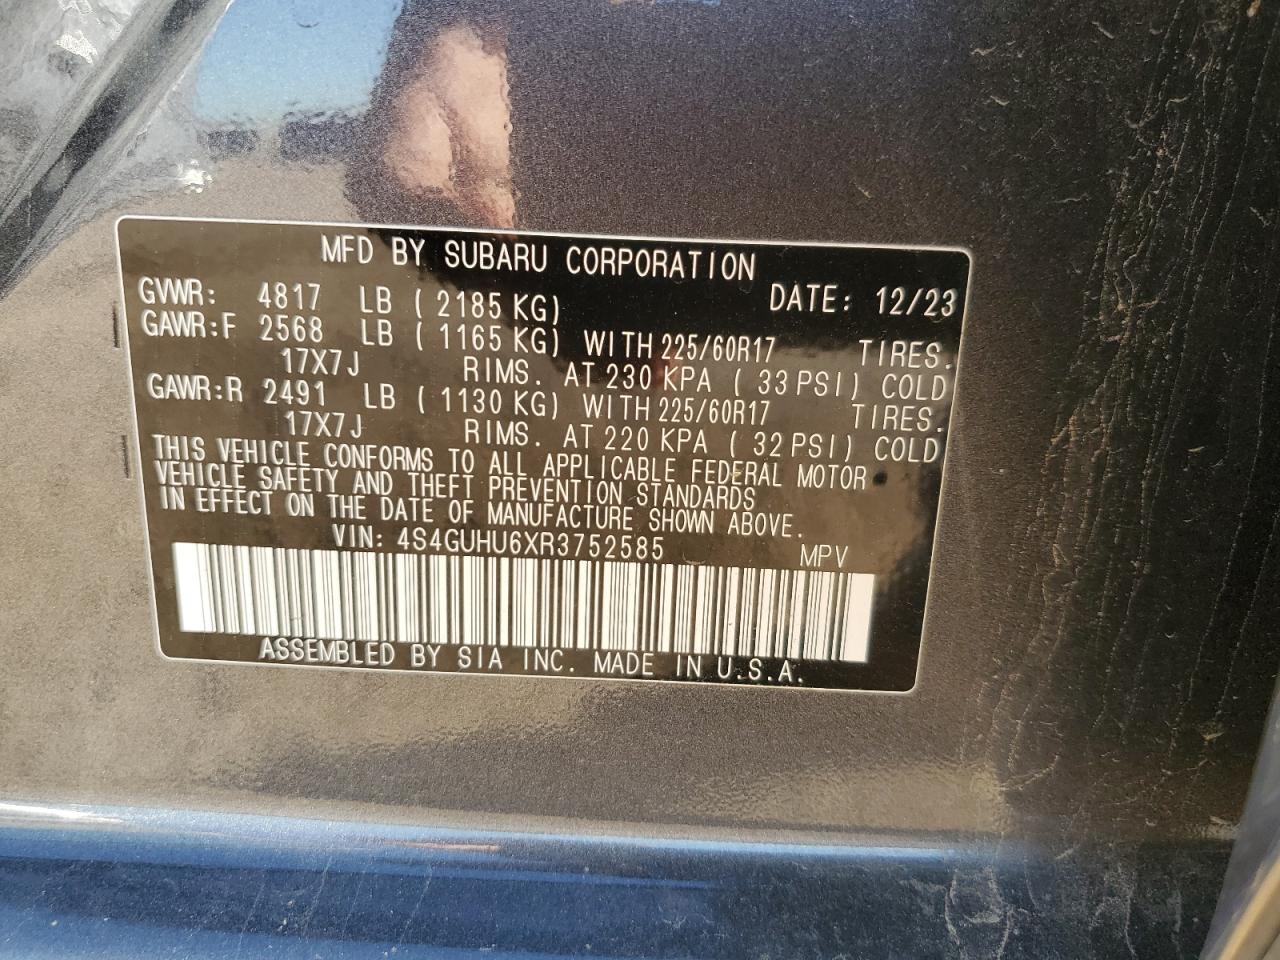 MFD BY SUBARU CORPORATION
GVWR: 4817 LB ( 2185 KG) DATE: 12/23
GAWR:F 2568 LB ( 1165 KG) WITH 225/60R17 TIRES.
17X7J RIMS. AT 230 KPA ( 33 PSI) COLD
GAWR:R 2491 LB ( 1130 KG) WITH 225/60R17 TIRES.
17X7J RIMS. AT 220 KPA ( 32 PSI) COLD
THIS VEHICLE CONFORMS TO ALL APPLICABLE FEDERAL MOTOR
VEHICLE SAFETY AND THEFT PREVENTION STANDARDS
IN EFFECT ON THE DATE OF MANUFACTURE SHOWN ABOVE.
VIN: 4S4GUHU6XR3752585 MPV
ASSEMBLED BY SIA INC. MADE IN U.S.A.